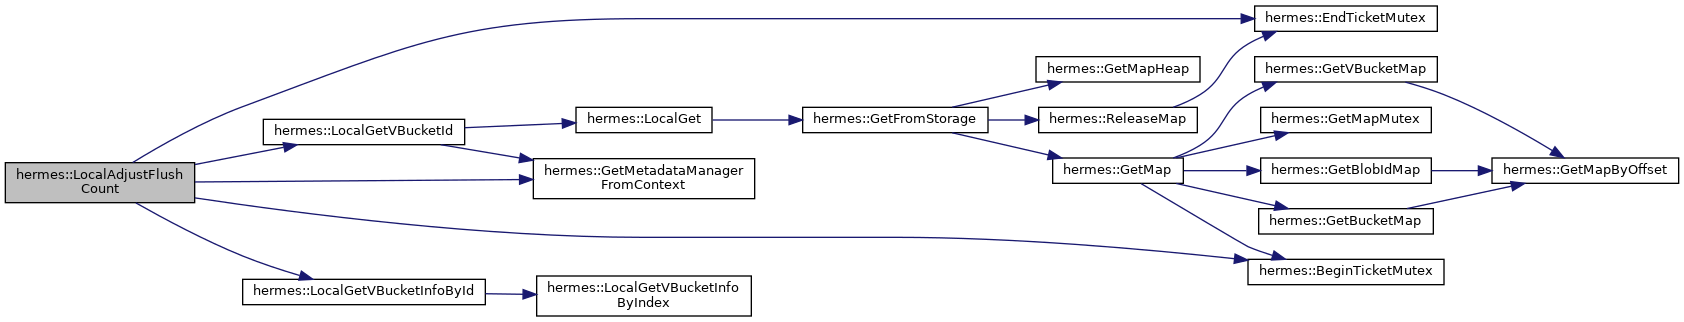 hermes::LocalAdjustFlush
Count
hermes::LocalGetVBucketId
hermes::LocalGetVBucketInfoById
hermes::LocalGet
hermes::GetMetadataManager
FromContext
hermes::LocalGetVBucketInfo
ByIndex
hermes::GetFromStorage
hermes::GetMapHeap
hermes::ReleaseMap
hermes::GetMap
hermes::EndTicketMutex
hermes::GetVBucketMap
hermes::GetMapMutex
hermes::GetBlobIdMap
hermes::GetBucketMap
hermes::BeginTicketMutex
hermes::GetMapByOffset